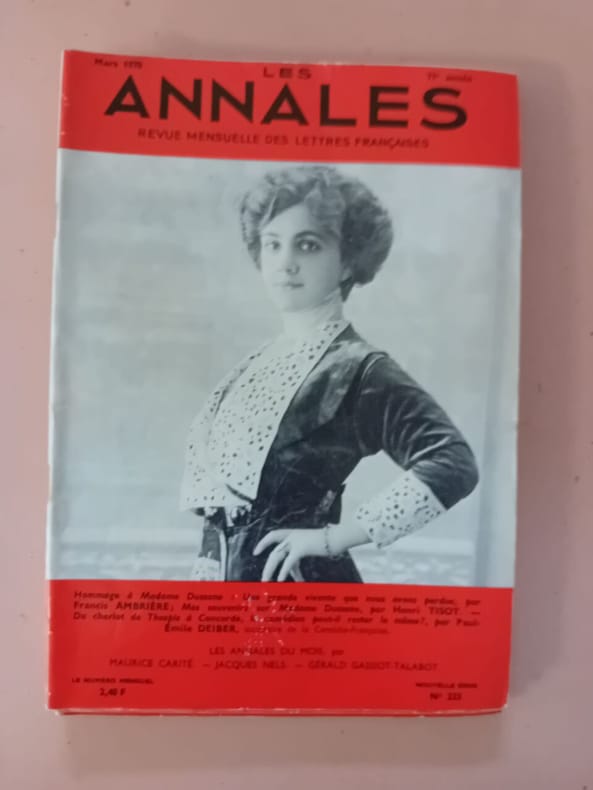 Mars 1970
77e année
LES
ANNALES
REVUE MENSUELLE DES LETTRES FRANÇAISES
Hommage à Madame Dussane : Une grande vivante que nous avons perdue, par
Francis AMBRIÈRE; Mes souvenirs sur Madame Dussane, par Henri TISOT. —
Du chariot de Thespis à Concorde, le comédien peut-il rester le même?, par Paul-
Émile DEIBER, de la Comédie-Française.
LES ANNALES DU MOIS, par
MAURICE CARITÉ. — JACQUES NELS. — GÉRALD GASSIOT-TALABOT
LE NUMÉRO MENSUEL
2,40 F
NOUVELLE SÉRIE
N° 233